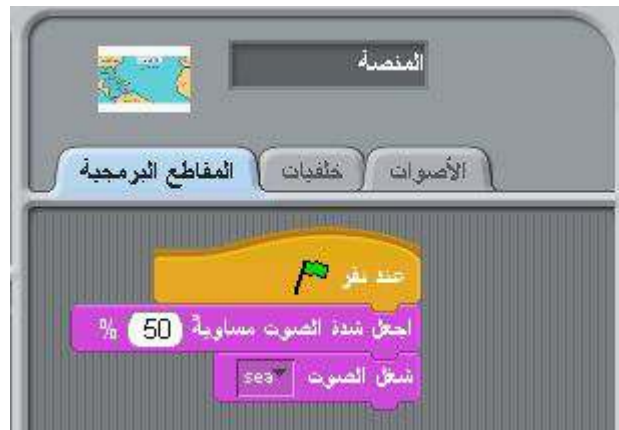 المنصة
المقاطع البرمجية خلفيات الأصوات
عند نقر
اجعل شدة الصوت مساوية 50 %
شغل الصوت sea